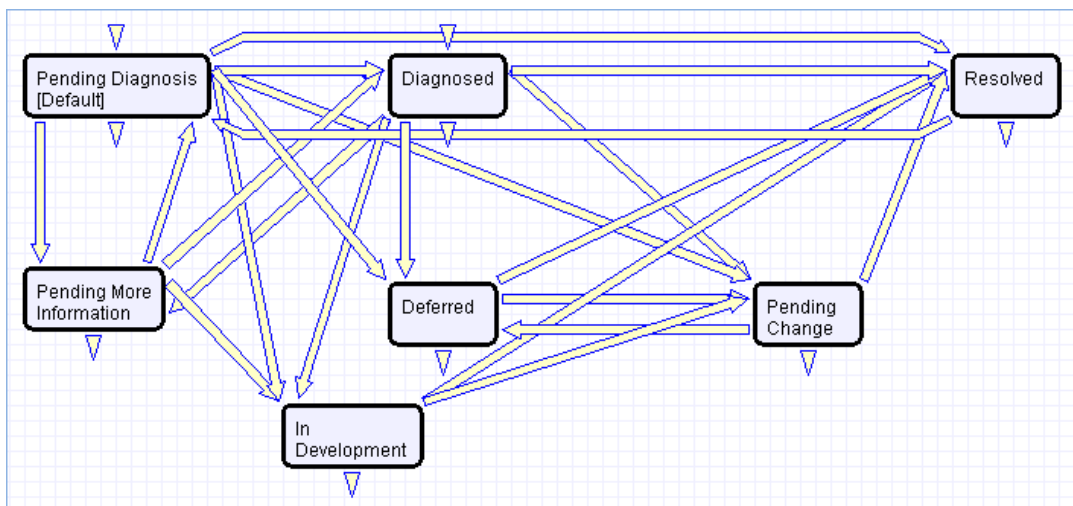 Pending Diagnosis
[Default]
Diagnosed
Resolved
Pending More
Information
Deferred
Pending
Change
In
Development